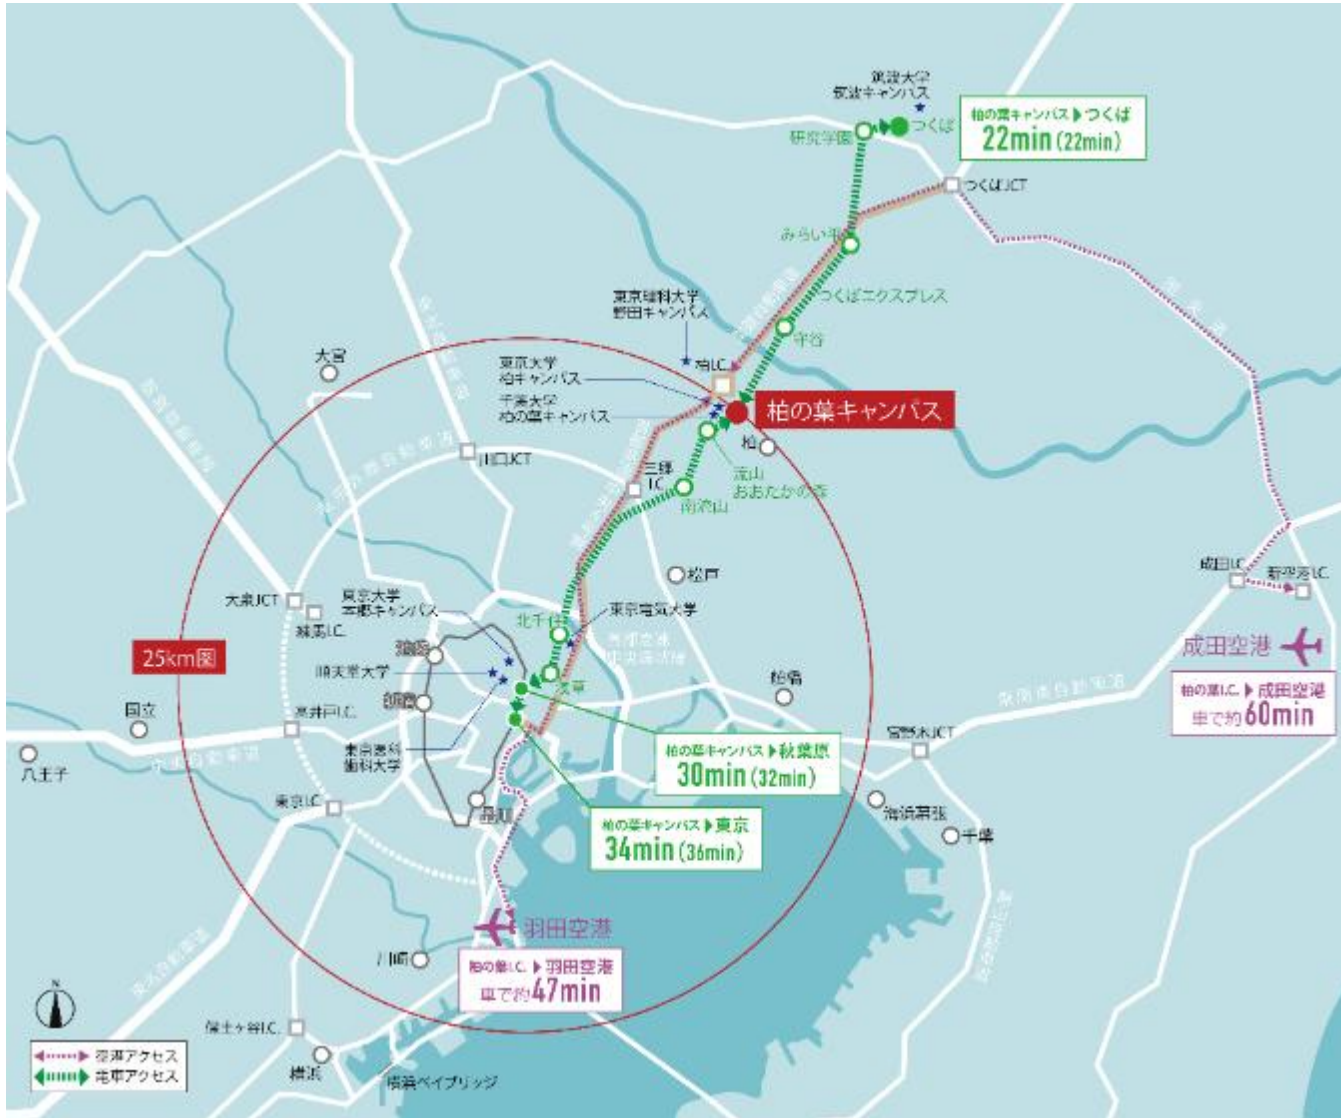 筑波大学
筑波キャンパス
つくば
研究学園
柏の葉キャンパス▶つくば
22min (22min)
つくばJCT
みらい平
つくばエクスプレス
守谷
東京理科大学
野田キャンパス
柏I.C.
東京大学
柏キャンパス
千葉大学
柏の葉キャンパス
柏の葉キャンパス
柏
流山
おおたかの森
南流山
三郷
I.C.
大宮
川口JCT
松戸
成田I.C.
新空港I.C.
成田空港
柏の葉I.C.▶成田空港
車で約60min
大泉JCT
練馬I.C.
東京大学
本郷キャンパス
北千住
東京電気大学
25km圏
順天堂大学
浅草
船橋
東関東自動車道
国立
高井戸I.C.
宮野木JCT
八王子
中央自動車道
東京医科
歯科大学
柏の葉キャンパス▶秋葉原
30min (32min)
東京I.C.
品川
柏の葉キャンパス▶東京
34min (36min)
海浜幕張
千葉
羽田空港
柏の葉I.C.▶羽田空港
車で約47min
川崎
N
保土ヶ谷I.C.
横浜
横浜ベイブリッジ
空港アクセス
電車アクセス